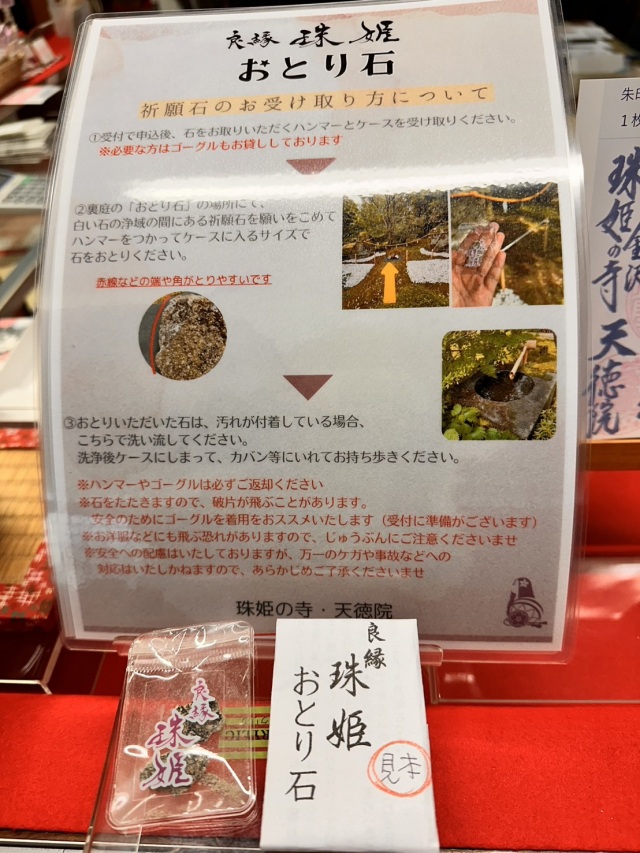 良縁 珠姫
おとり石
祈願石のお受け取り方について
①受付で申込後、石をお取りいただくハンマーとケースを受け取りください。
※必要な方はゴーグルもお貸ししております
②裏庭の「おとり石」の場所にて、
白い石の浄域の間にある祈願石を願いをこめて
ハンマーをつかってケースに入るサイズで
石をおとりください。
赤線などの端や角がとりやすいです
③おとりいただいた石は、汚れが付着している場合、
こちらで洗い流してください。
洗浄後ケースにしまって、カバン等にいれてお持ち歩きください。
※ハンマーやゴーグルは必ずご返却ください
※石をたたきますので、破片が飛ぶことがあります。
安全のためにゴーグルを着用をおススメいたします（受付に準備がございます）
※お洋服などにも飛ぶ恐れがありますので、じゅうぶんにご注意くださいませ
※安全への配慮はいたしておりますが、万一のケガや事故などへの
対応はいたしかねますので、あらかじめご了承くださいませ
珠姫の寺・天徳院
良縁
珠姫
良縁
珠姫
おとり石
見本
朱印
1枚
珠姫の寺 天徳院